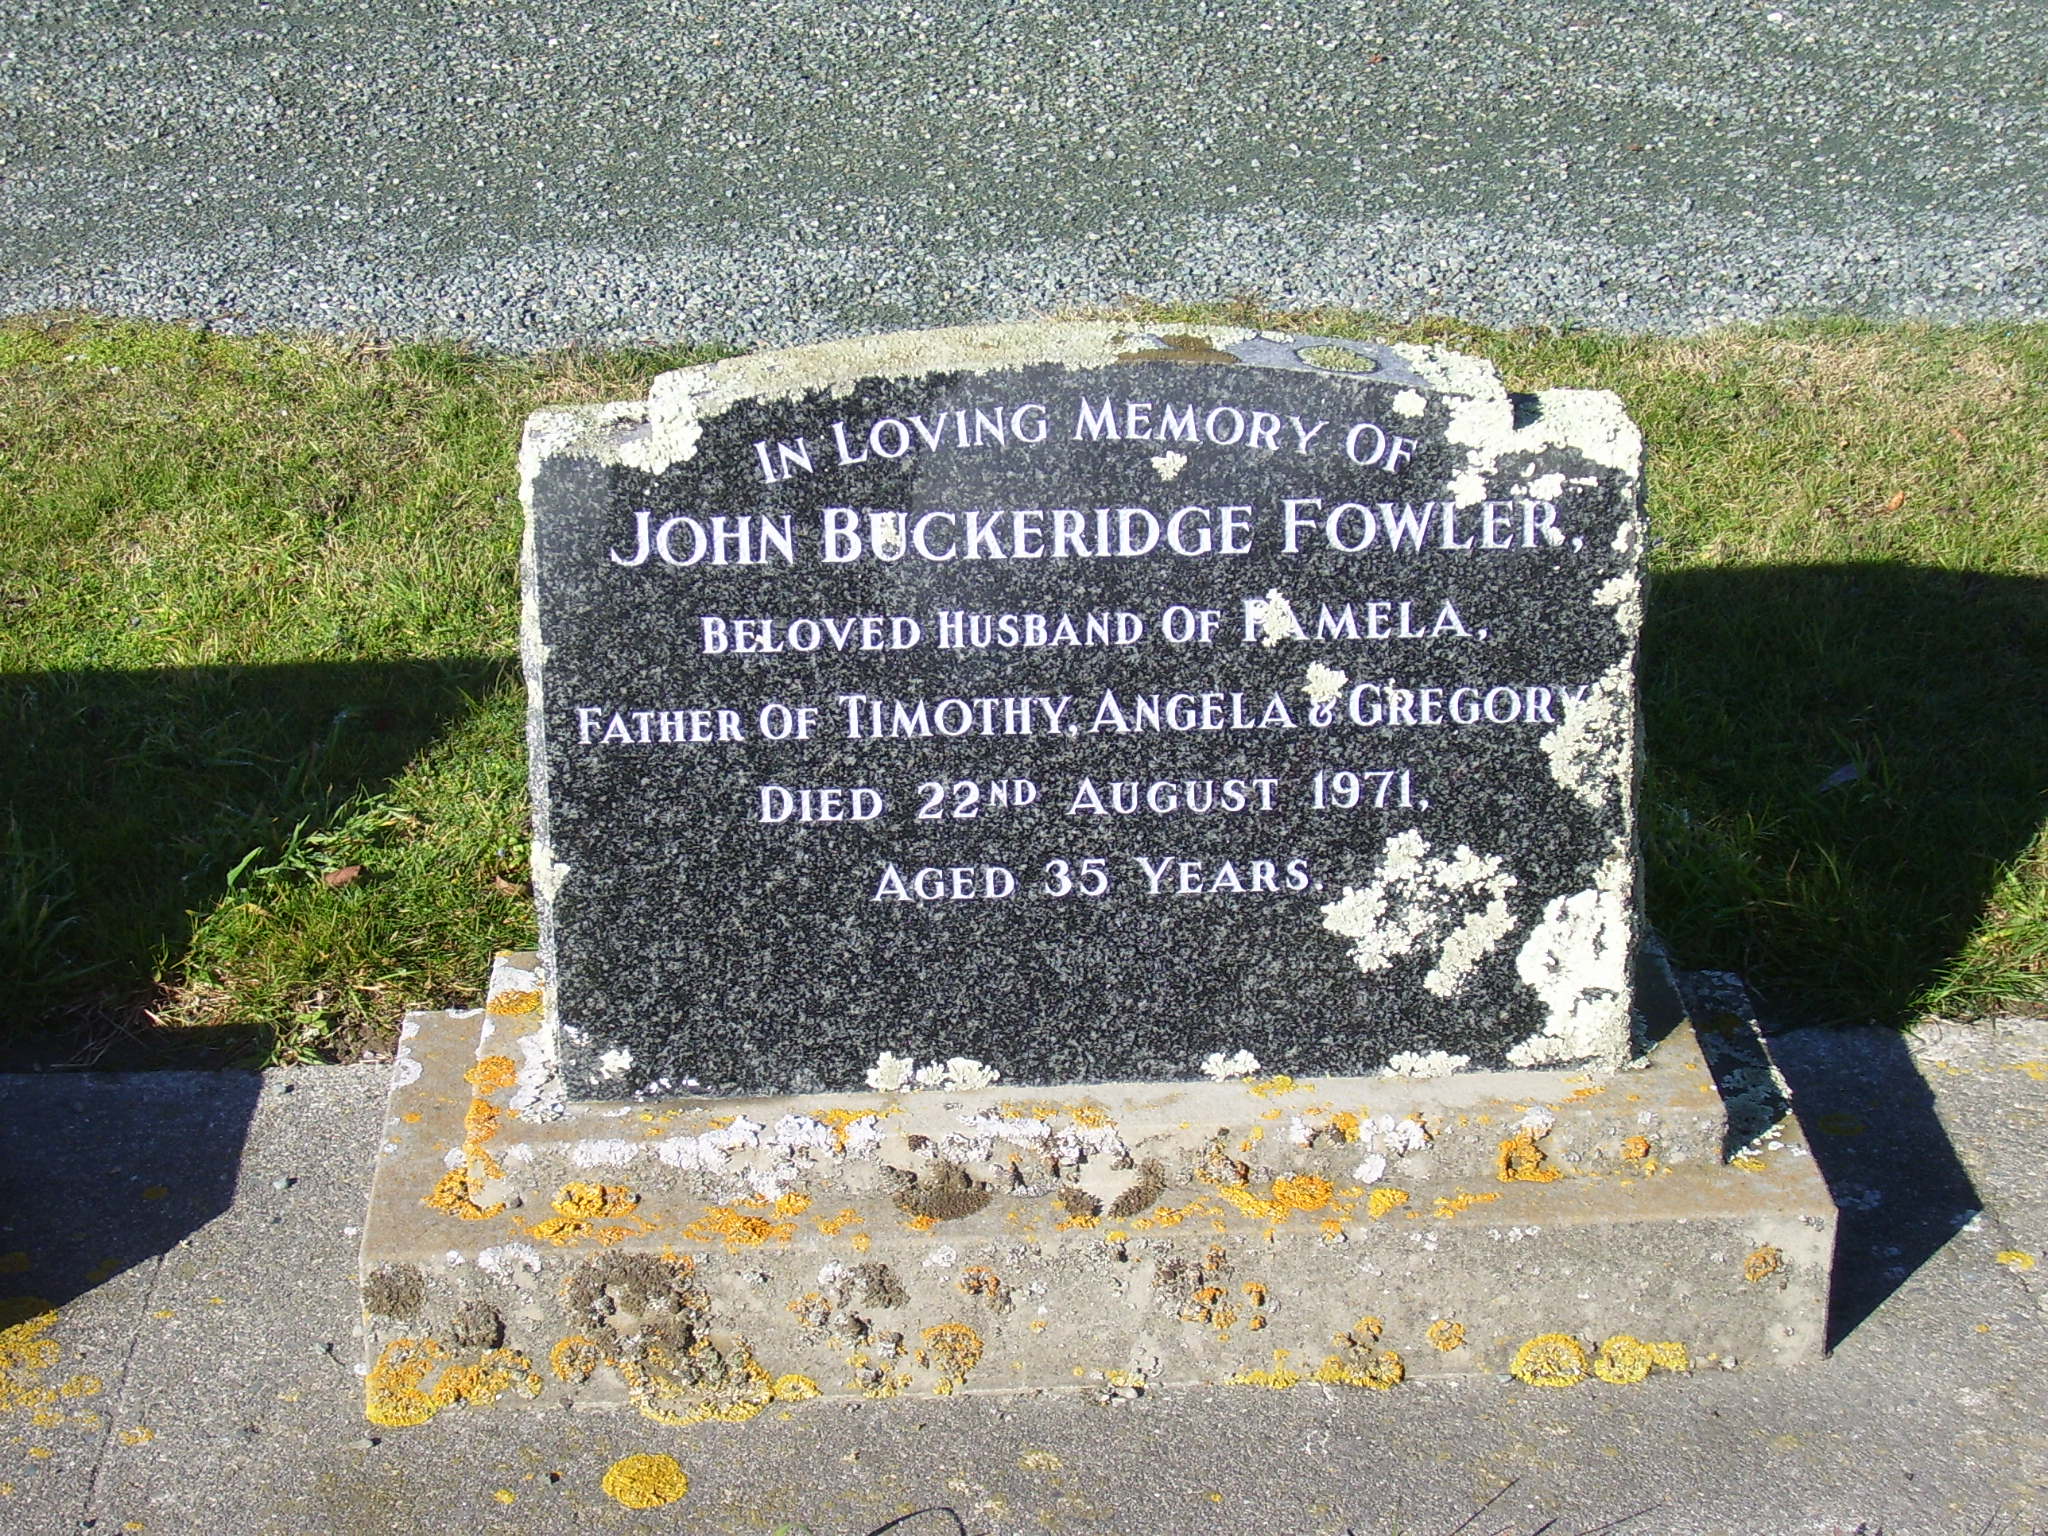 In Loving Memory Of
John Buckeridge Fowler,
Beloved Husband Of Pamela,
Father Of Timothy, Angela & Gregory
Died 22nd August 1971,
Aged 35 Years.